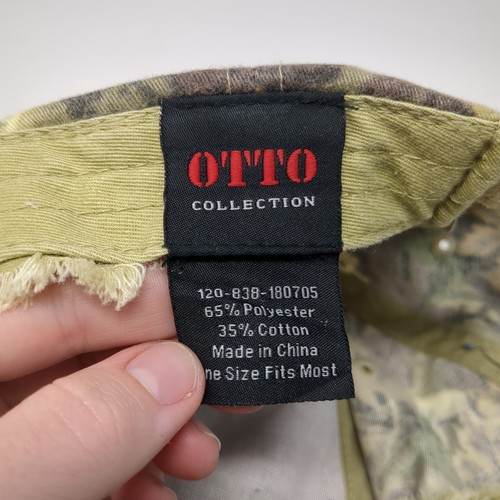 OTTO
COLLECTION
120-838-180705
65% Polyester
35% Cotton
Made in China
ne Size Fits Most